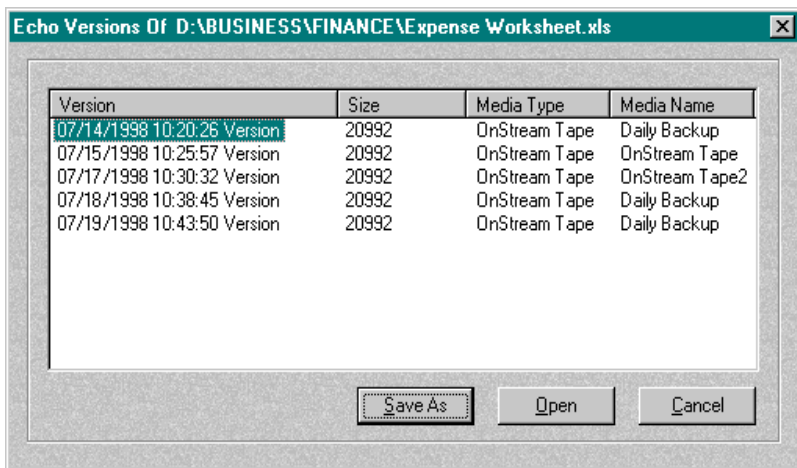 Echo Versions Of D:\BUSINESS\FINANCE\Expense Worksheet.xls
Version Size Media Type Media Name
07/14/1998 10:20:26 Version 20992 OnStream Tape Daily Backup
07/15/1998 10:25:57 Version 20992 OnStream Tape OnStream Tape
07/17/1998 10:30:32 Version 20992 OnStream Tape OnStream Tape2
07/18/1998 10:38:45 Version 20992 OnStream Tape Daily Backup
07/19/1998 10:43:50 Version 20992 OnStream Tape Daily Backup
Save As Open Cancel